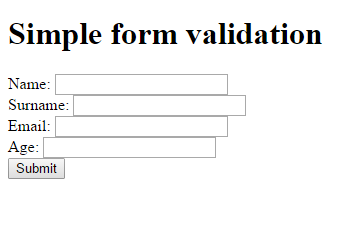 Simple form validation
Name:
Surname:
Email:
Age:
Submit